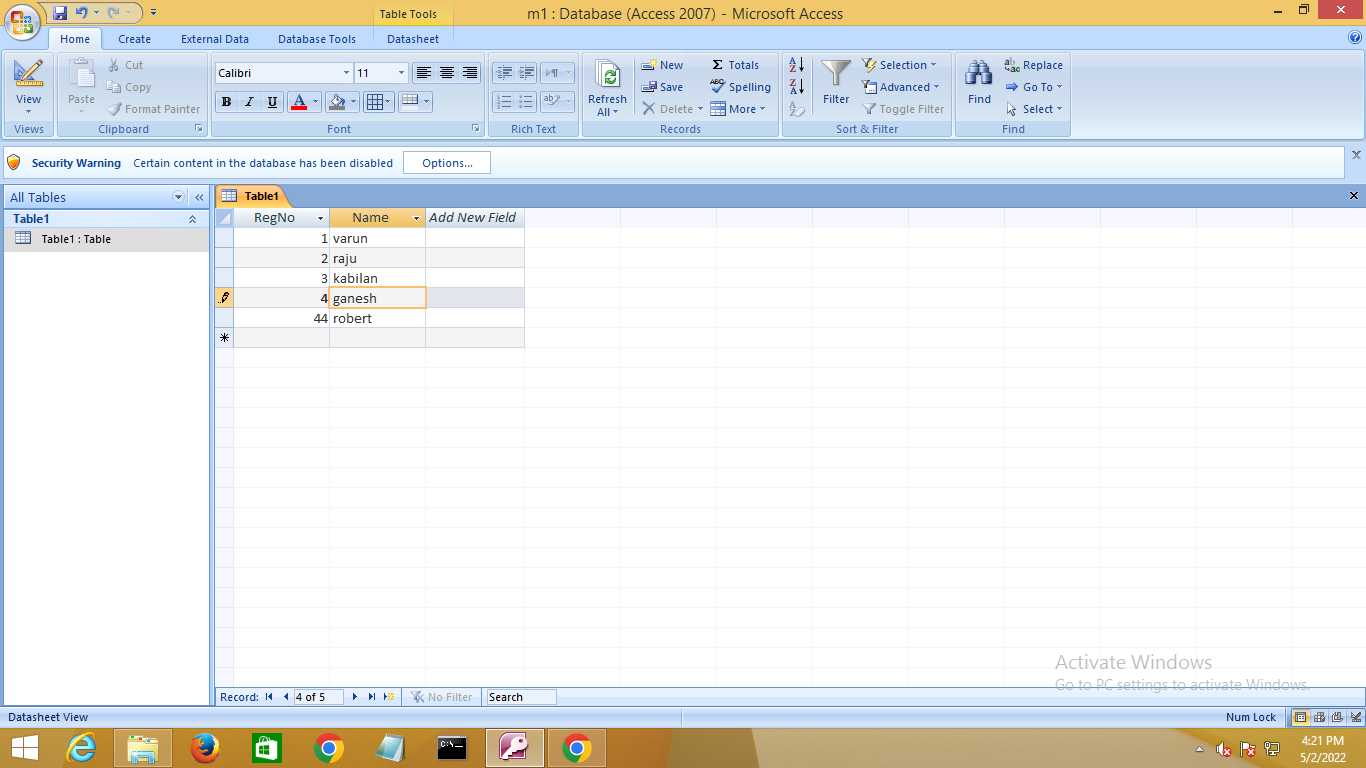 Table Tools
m1 : Database (Access 2007) - Microsoft Access
Home Create External Data Database Tools Datasheet
View
Views
Paste
Cut
Copy
Format Painter
Clipboard
Calibri 11
B I U A
Font
Rich Text
Refresh
All
New
Save
Delete
Σ Totals
ABC Spelling
More
Records
A
Z
Z
A
Filter
Selection
Advanced
Toggle Filter
Sort & Filter
Find
Replace
Go To
Select
Find
Security Warning Certain content in the database has been disabled Options...
All Tables «
Table1
Table1 : Table
Table1
RegNo Name Add New Field
1 varun
2 raju
3 kabilan
4 ganesh
44 robert
Activate Windows
Go to PC settings to activate Windows.
Record: 4 of 5 No Filter Search
Datasheet View Num Lock
C:\
4:21 PM
5/2/2022